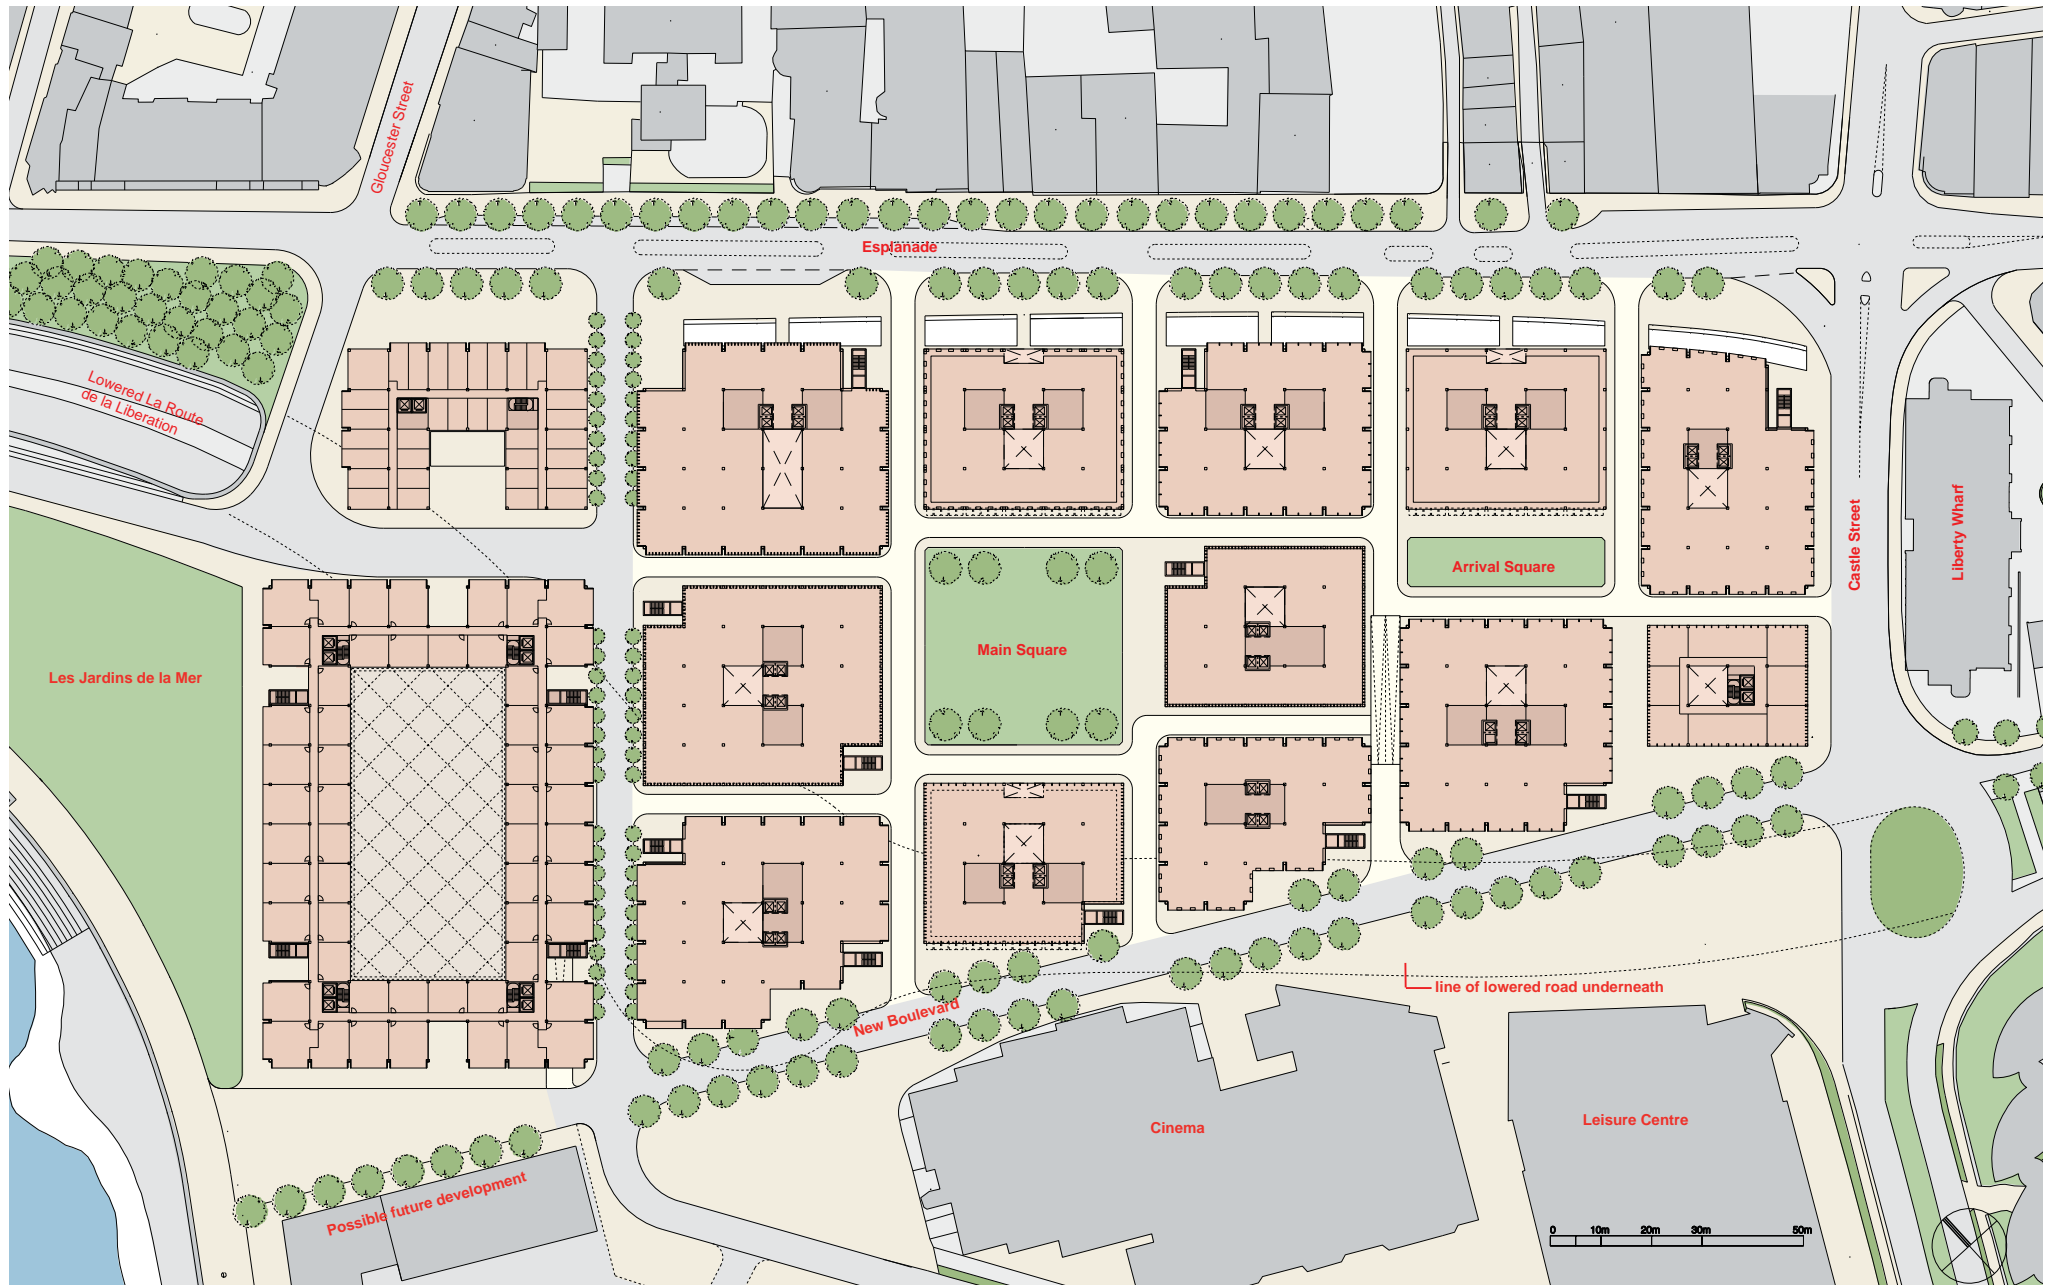 Gloucester Street
Esplanade
Lowered La Route
de la Liberation
Castle Street
Liberty Wharf
Arrival Square
Main Square
Les Jardins de la Mer
line of lowered road underneath
New Boulevard
Cinema
Leisure Centre
Possible future development
0 10m 20m 30m 50m